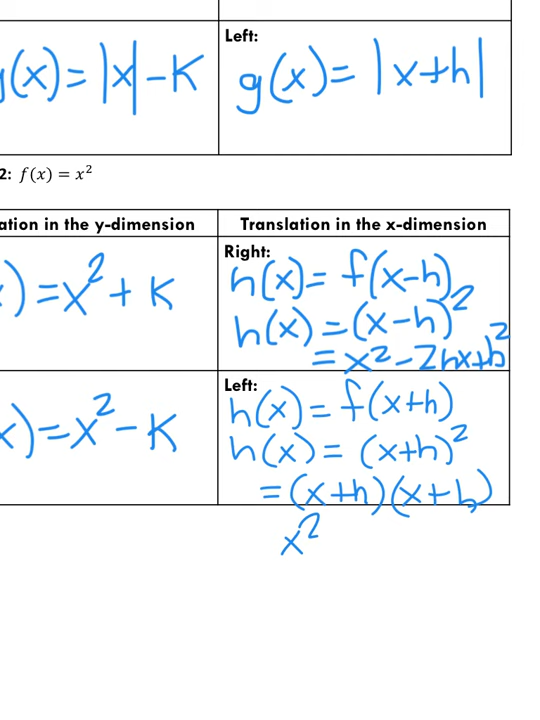 g(x) = |x| - K
Left:
g(x) = |x+h|
2: f(x) = x²
ation in the y-dimension
Translation in the x-dimension
) = x² + K
Right:
h(x) = f(x-h)
h(x) = (x-h)²
= x² - 2hx + h²
x) = x² - K
Left:
h(x) = f(x+h)
h(x) = (x+h)²
= (x+h)(x+h)
x²